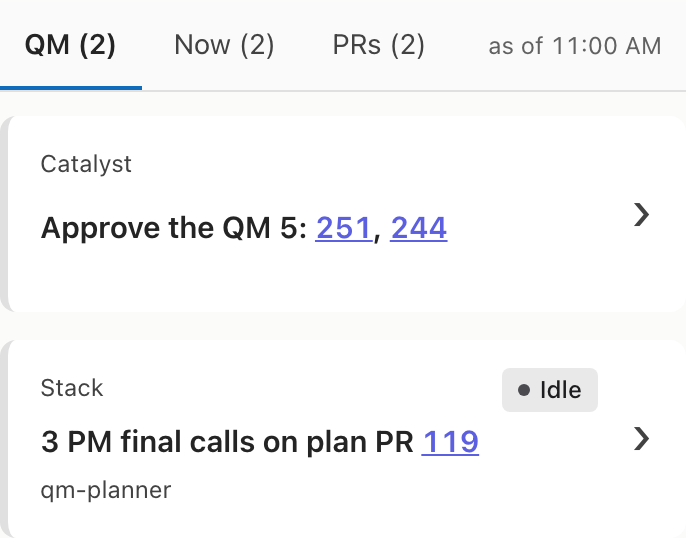 QM (2) Now (2) PRs (2) as of 11:00 AM
Catalyst
Approve the QM 5: 251, 244
Stack
Idle
3 PM final calls on plan PR 119
qm-planner